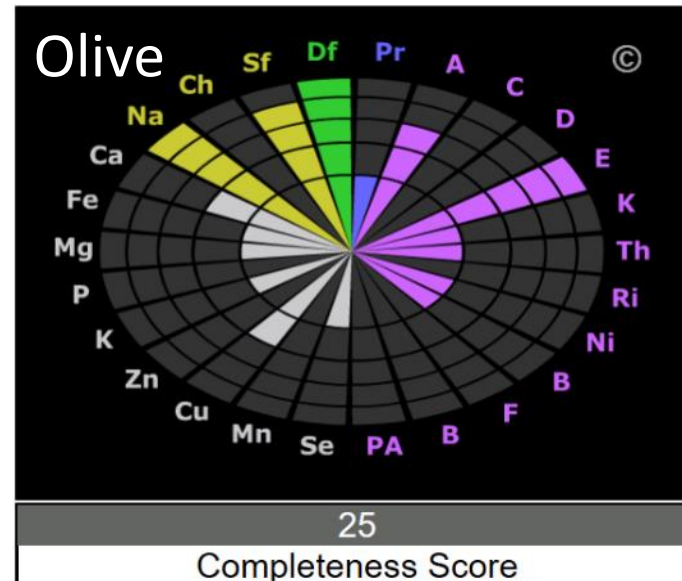 Olive
©
Df
Pr
A
C
D
E
K
Th
Ri
Ni
B
F
B
PA
Se
Mn
Cu
Zn
K
P
Mg
Fe
Ca
Na
Ch
Sf
25
Completeness Score